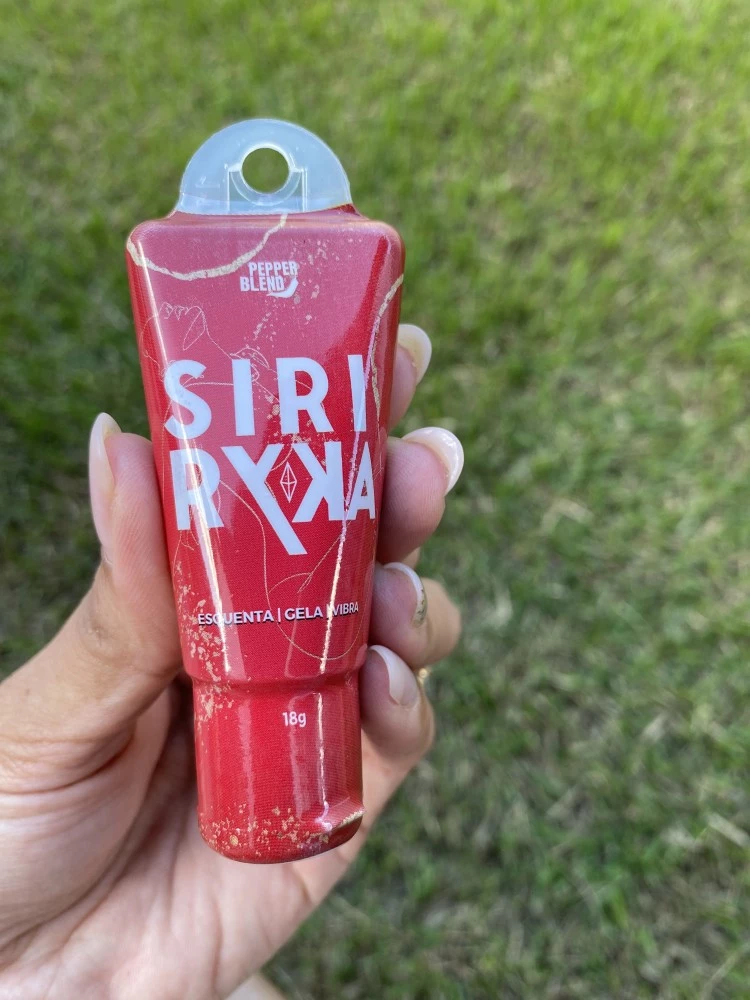 PEPPER
BLEND
SIRI
RYKA
ESQUENTA | GELA | VIBRA
18g